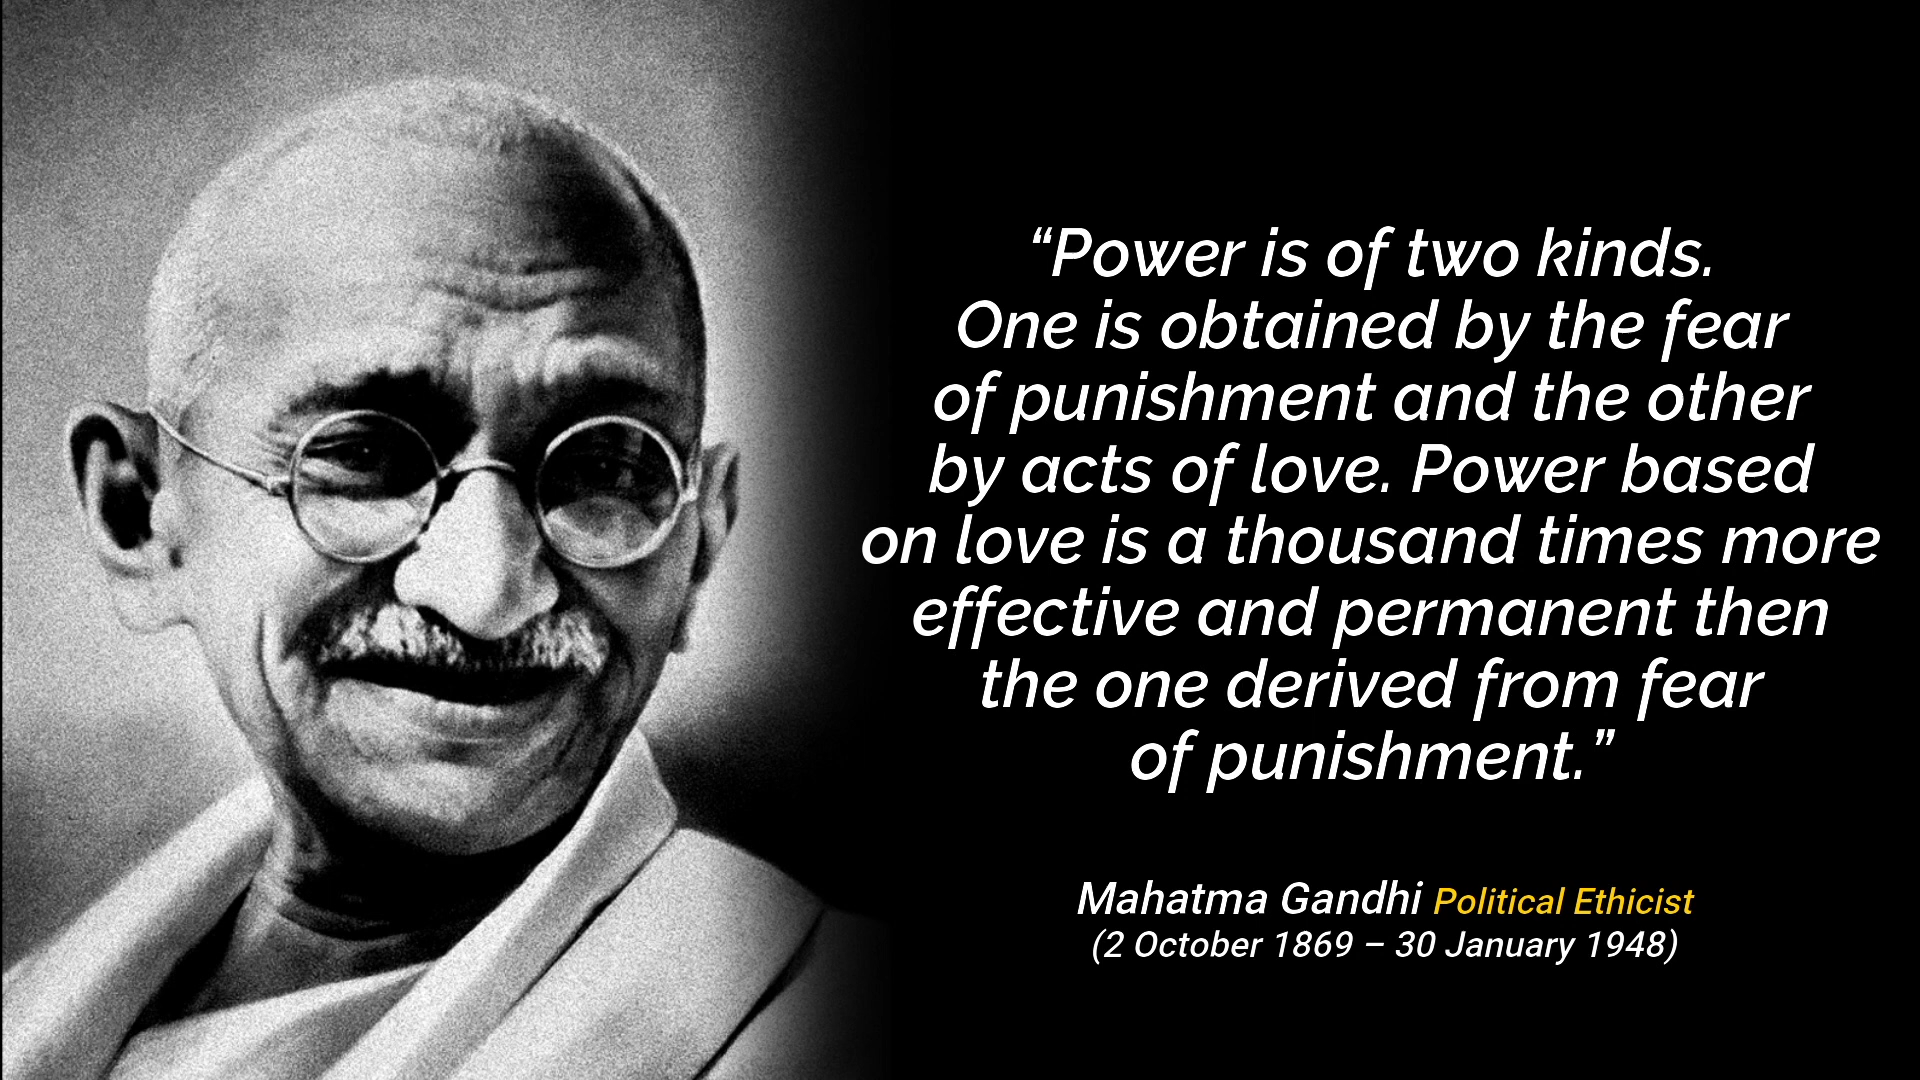 “Power is of two kinds.
One is obtained by the fear
of punishment and the other
by acts of love. Power based
on love is a thousand times more
effective and permanent then
the one derived from fear
of punishment.”
Mahatma Gandhi Political Ethicist
(2 October 1869 – 30 January 1948)